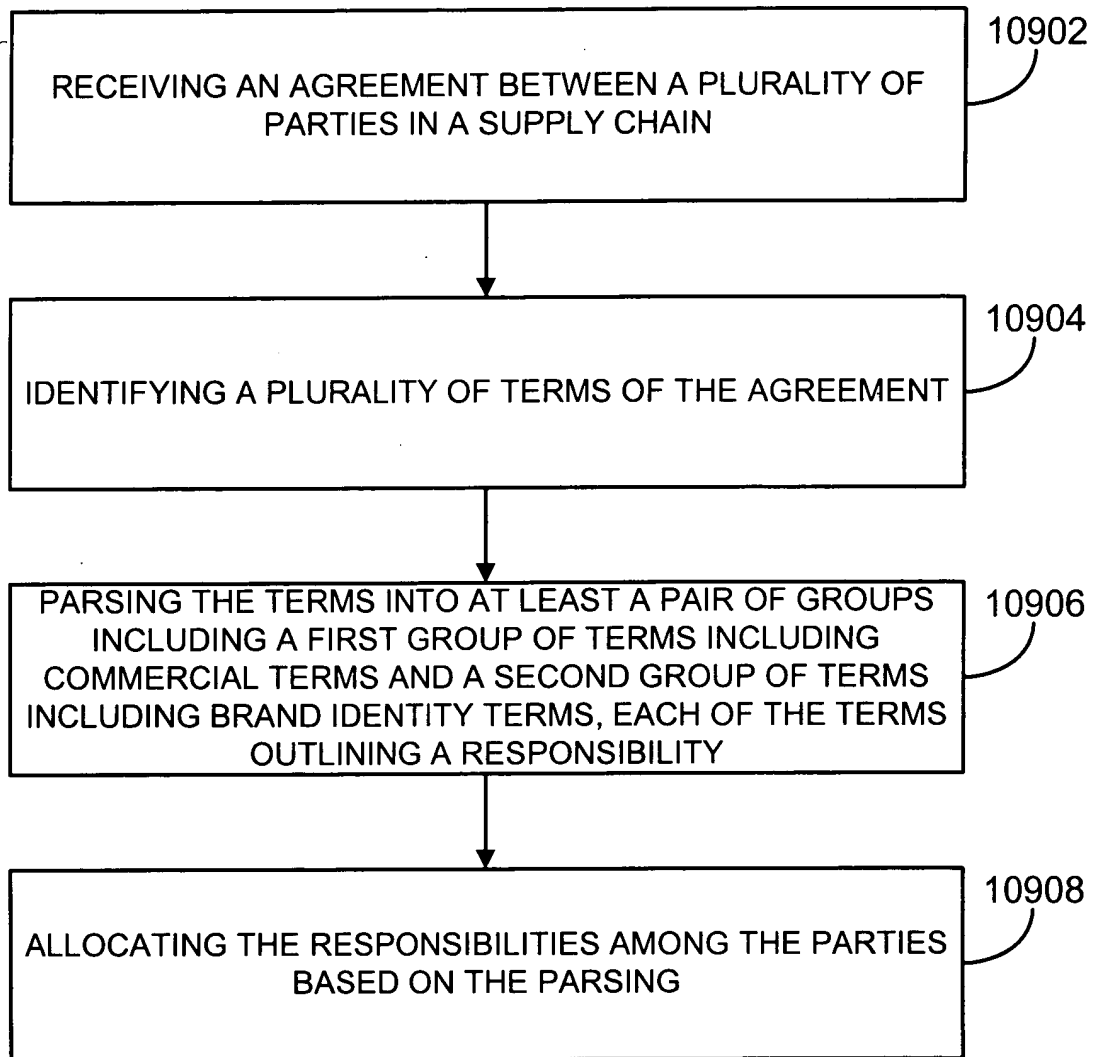 10902
RECEIVING AN AGREEMENT BETWEEN A PLURALITY OF
PARTIES IN A SUPPLY CHAIN
10904
IDENTIFYING A PLURALITY OF TERMS OF THE AGREEMENT
10906
PARSING THE TERMS INTO AT LEAST A PAIR OF GROUPS
INCLUDING A FIRST GROUP OF TERMS INCLUDING
COMMERCIAL TERMS AND A SECOND GROUP OF TERMS
INCLUDING BRAND IDENTITY TERMS, EACH OF THE TERMS
OUTLINING A RESPONSIBILITY
10908
ALLOCATING THE RESPONSIBILITIES AMONG THE PARTIES
BASED ON THE PARSING